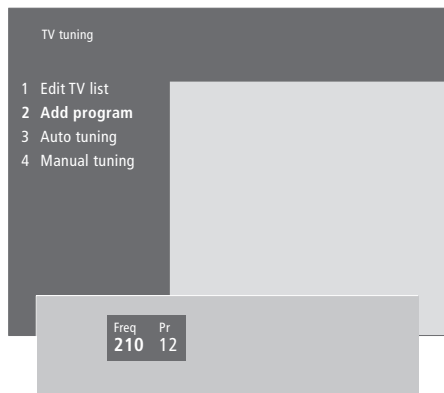 TV tuning
1 Edit TV list
2 Add program
3 Auto tuning
4 Manual tuning
Freq Pr
210 12